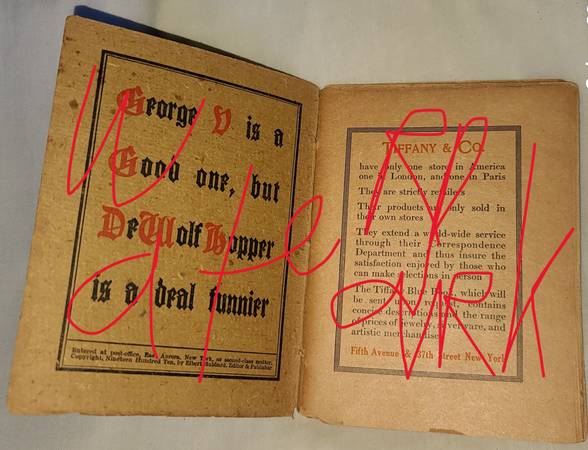 George V is a
Good one, but
DeWolf Hopper
is a deal funnier
Entered at post-office, East Aurora, New York, as second-class matter.
Copyright, Nineteen Hundred Ten, by Elbert Hubbard, Editor & Publisher
TIFFANY & CO.
have only one store in America
one in London, and one in Paris
They are strictly retailers
Their products are only sold in
their own stores
They extend a world-wide service
through their Correspondence
Department and thus insure the
satisfaction enjoyed by those who
can make selections in person
The Tiffany Blue Book, which will
be sent upon request, contains
concise descriptions and the range
of prices of jewelry, silverware, and
artistic merchandise
Fifth Avenue & 37th Street New York
WateR
MARK